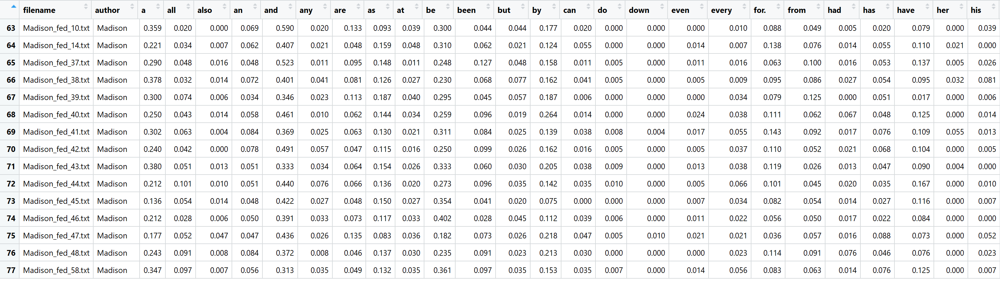 filename author a all also an and any are as at be been but by can do down even every for. from had has have her his
63 Madison_fed_10.txt Madison 0.359 0.020 0.000 0.069 0.590 0.020 0.133 0.093 0.039 0.300 0.044 0.044 0.177 0.020 0.000 0.000 0.000 0.010 0.088 0.049 0.005 0.020 0.079 0.000 0.039
64 Madison_fed_14.txt Madison 0.221 0.034 0.007 0.062 0.407 0.021 0.048 0.159 0.048 0.310 0.062 0.021 0.124 0.055 0.000 0.000 0.014 0.007 0.138 0.076 0.014 0.055 0.110 0.021 0.000
65 Madison_fed_37.txt Madison 0.290 0.048 0.016 0.048 0.523 0.011 0.095 0.148 0.011 0.248 0.127 0.048 0.158 0.011 0.005 0.000 0.011 0.016 0.063 0.100 0.016 0.053 0.137 0.005 0.026
66 Madison_fed_38.txt Madison 0.378 0.032 0.014 0.072 0.401 0.041 0.081 0.126 0.027 0.230 0.068 0.077 0.162 0.041 0.005 0.000 0.005 0.009 0.095 0.086 0.027 0.054 0.095 0.032 0.081
67 Madison_fed_39.txt Madison 0.300 0.074 0.006 0.034 0.346 0.023 0.113 0.187 0.040 0.295 0.045 0.057 0.187 0.006 0.000 0.000 0.000 0.034 0.079 0.125 0.000 0.051 0.017 0.000 0.006
68 Madison_fed_40.txt Madison 0.250 0.043 0.014 0.058 0.461 0.010 0.062 0.144 0.034 0.259 0.096 0.019 0.264 0.014 0.000 0.000 0.024 0.038 0.111 0.062 0.067 0.048 0.125 0.000 0.014
69 Madison_fed_41.txt Madison 0.302 0.063 0.004 0.084 0.369 0.025 0.063 0.130 0.021 0.311 0.084 0.025 0.139 0.038 0.008 0.004 0.017 0.055 0.143 0.092 0.017 0.076 0.109 0.055 0.013
70 Madison_fed_42.txt Madison 0.240 0.042 0.000 0.078 0.491 0.057 0.047 0.115 0.016 0.250 0.099 0.026 0.162 0.016 0.005 0.000 0.005 0.037 0.110 0.052 0.021 0.068 0.104 0.000 0.005
71 Madison_fed_43.txt Madison 0.380 0.051 0.013 0.051 0.333 0.034 0.064 0.154 0.026 0.333 0.060 0.030 0.205 0.038 0.009 0.000 0.013 0.038 0.119 0.026 0.013 0.047 0.090 0.004 0.000
72 Madison_fed_44.txt Madison 0.212 0.101 0.010 0.051 0.440 0.076 0.066 0.136 0.020 0.273 0.096 0.035 0.142 0.035 0.010 0.000 0.005 0.066 0.101 0.045 0.020 0.035 0.167 0.000 0.010
73 Madison_fed_45.txt Madison 0.136 0.054 0.014 0.048 0.422 0.027 0.048 0.150 0.027 0.354 0.041 0.020 0.075 0.000 0.000 0.000 0.007 0.034 0.082 0.054 0.014 0.027 0.116 0.000 0.007
74 Madison_fed_46.txt Madison 0.212 0.028 0.006 0.050 0.391 0.033 0.073 0.117 0.033 0.402 0.028 0.045 0.112 0.039 0.006 0.000 0.011 0.022 0.056 0.050 0.017 0.022 0.084 0.000 0.000
75 Madison_fed_47.txt Madison 0.177 0.052 0.047 0.047 0.436 0.026 0.135 0.083 0.036 0.182 0.073 0.026 0.218 0.047 0.005 0.010 0.021 0.021 0.036 0.057 0.016 0.088 0.073 0.000 0.052
76 Madison_fed_48.txt Madison 0.243 0.091 0.008 0.084 0.372 0.008 0.046 0.137 0.030 0.235 0.091 0.023 0.213 0.030 0.000 0.000 0.000 0.023 0.114 0.091 0.076 0.046 0.076 0.000 0.023
77 Madison_fed_58.txt Madison 0.347 0.097 0.007 0.056 0.313 0.035 0.049 0.132 0.035 0.361 0.097 0.035 0.153 0.035 0.007 0.000 0.014 0.056 0.083 0.063 0.014 0.076 0.125 0.000 0.007